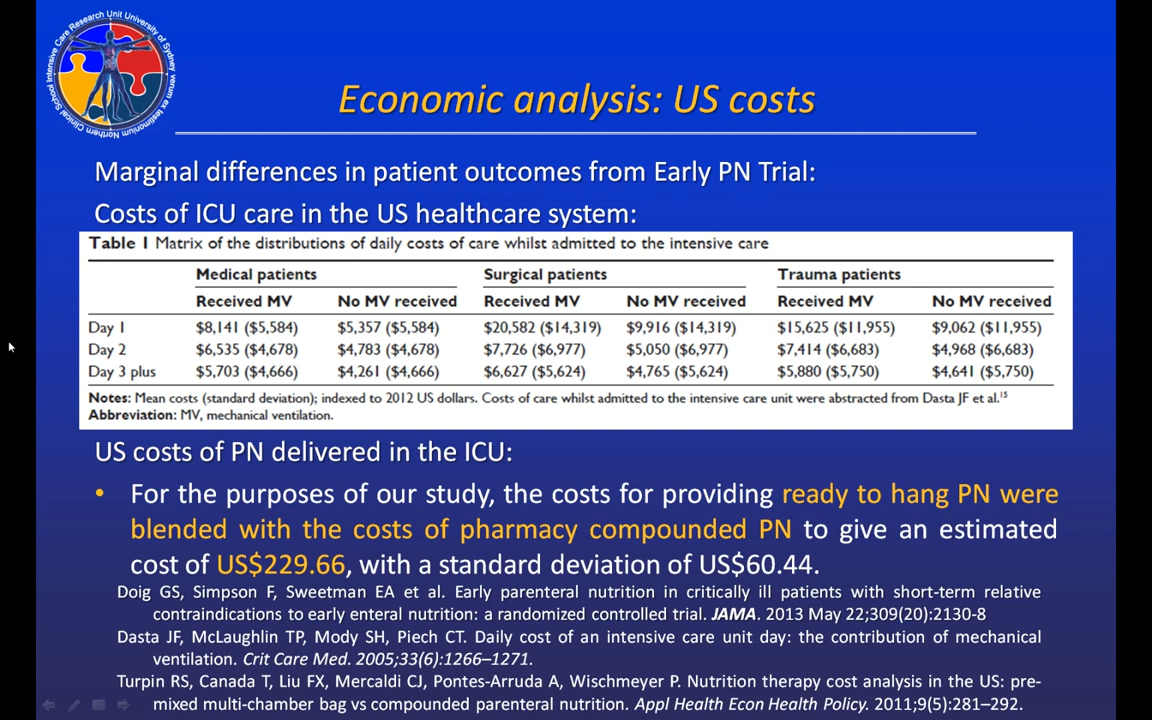 Northern Clinical School Intensive Care Research Unit University of Sydney verum ex testimonium
Economic analysis: US costs
Marginal differences in patient outcomes from Early PN Trial:
Costs of ICU care in the US healthcare system:
Table 1 Matrix of the distributions of daily costs of care whilst admitted to the intensive care
Medical patients Surgical patients Trauma patients
Received MV No MV received Received MV No MV received Received MV No MV received
Day 1 $8,141 ($5,584) $5,357 ($5,584) $20,582 ($14,319) $9,916 ($14,319) $15,625 ($11,955) $9,062 ($11,955)
Day 2 $6,535 ($4,678) $4,783 ($4,678) $7,726 ($6,977) $5,050 ($6,977) $7,414 ($6,683) $4,968 ($6,683)
Day 3 plus $5,703 ($4,666) $4,261 ($4,666) $6,627 ($5,624) $4,765 ($5,624) $5,880 ($5,750) $4,641 ($5,750)
Notes: Mean costs (standard deviation); indexed to 2012 US dollars. Costs of care whilst admitted to the intensive care unit were abstracted from Dasta JF et al.¹⁵
Abbreviation: MV, mechanical ventilation.
US costs of PN delivered in the ICU:
• For the purposes of our study, the costs for providing ready to hang PN were
blended with the costs of pharmacy compounded PN to give an estimated
cost of US$229.66, with a standard deviation of US$60.44.
Doig GS, Simpson F, Sweetman EA et al. Early parenteral nutrition in critically ill patients with short-term relative
contraindications to early enteral nutrition: a randomized controlled trial. JAMA. 2013 May 22;309(20):2130-8
Dasta JF, McLaughlin TP, Mody SH, Piech CT. Daily cost of an intensive care unit day: the contribution of mechanical
ventilation. Crit Care Med. 2005;33(6):1266–1271.
Turpin RS, Canada T, Liu FX, Mercaldi CJ, Pontes-Arruda A, Wischmeyer P. Nutrition therapy cost analysis in the US: pre-
mixed multi-chamber bag vs compounded parenteral nutrition. Appl Health Econ Health Policy. 2011;9(5):281–292.